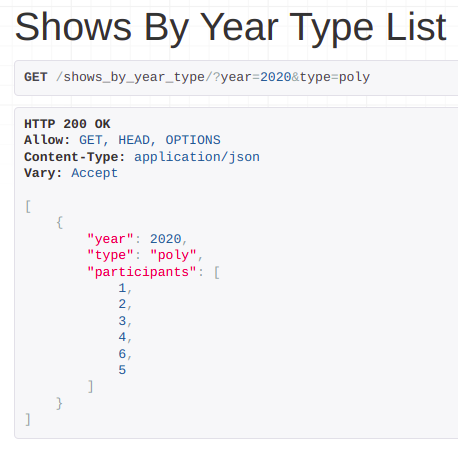 Shows By Year Type List
GET /shows_by_year_type/?year=2020&type=poly
HTTP 200 OK
Allow: GET, HEAD, OPTIONS
Content-Type: application/json
Vary: Accept
[
    {
        "year": 2020,
        "type": "poly",
        "participants": [
            1,
            2,
            3,
            4,
            6,
            5
        ]
    }
]